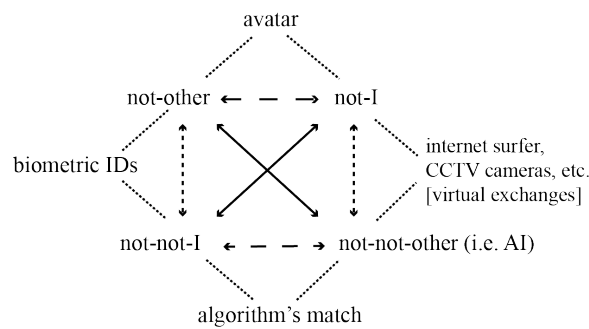 avatar
not-other
not-I
biometric IDs
internet surfer,
CCTV cameras, etc.
[virtual exchanges]
not-not-I
not-not-other (i.e. AI)
algorithm's match